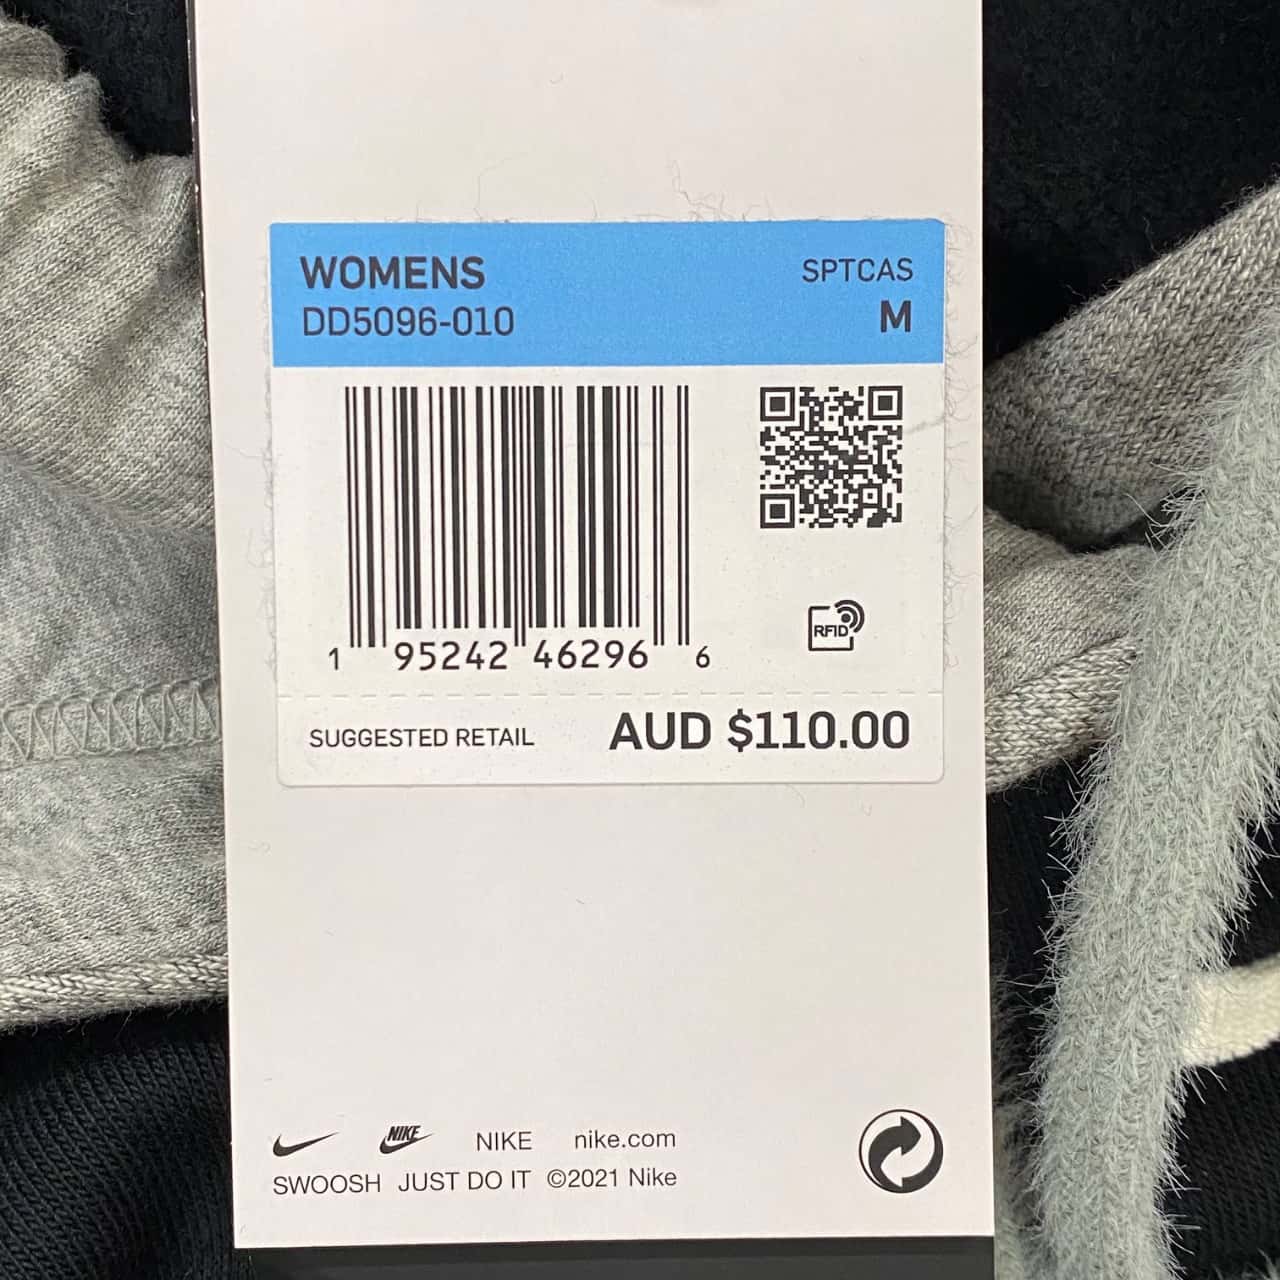 WOMENS SPTCAS
DD5096-010 M
1 95242 46296 6
RFID
SUGGESTED RETAIL AUD $110.00
NIKE NIKE nike.com
SWOOSH JUST DO IT ©2021 Nike